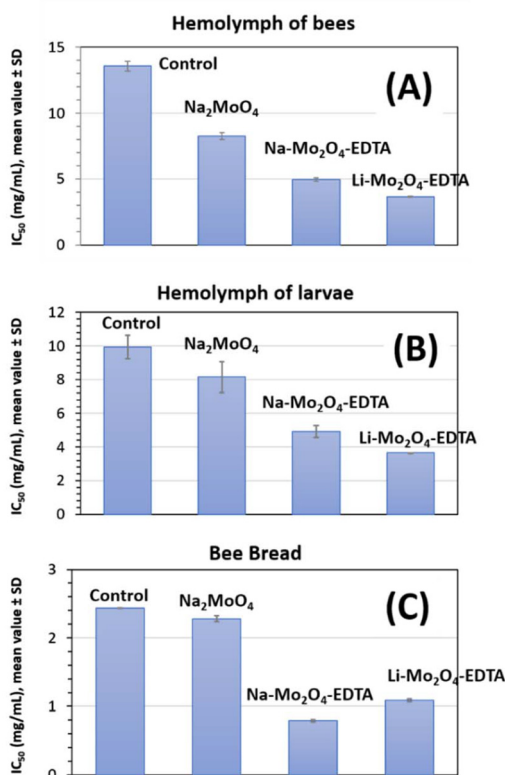 Hemolymph of bees
IC₅₀ (mg/mL), mean value ± SD
15
10
5
0
Control
Na₂MoO₄
Na-Mo₂O₄-EDTA
Li-Mo₂O₄-EDTA
(A)
Hemolymph of larvae
IC₅₀ (mg/mL), mean value ± SD
12
10
8
6
4
2
0
Control
Na₂MoO₄
Na-Mo₂O₄-EDTA
Li-Mo₂O₄-EDTA
(B)
Bee Bread
IC₅₀ (mg/mL), mean value ± SD
3
2
1
0
Control
Na₂MoO₄
Na-Mo₂O₄-EDTA
Li-Mo₂O₄-EDTA
(C)